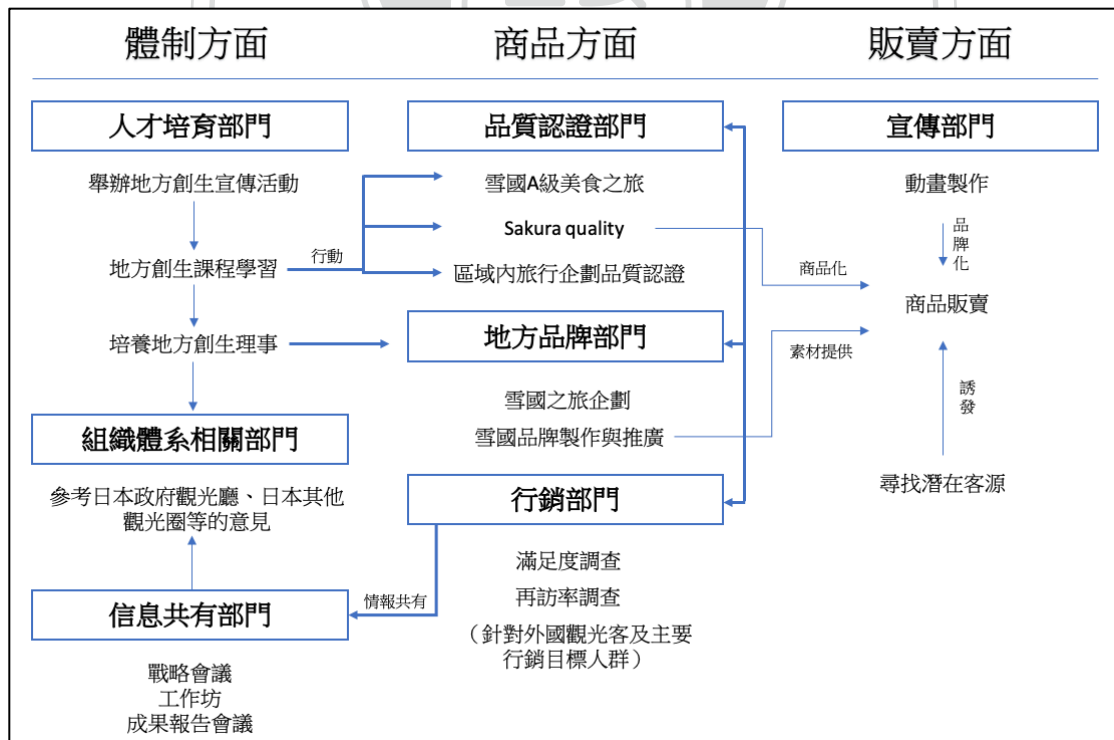 體制方面
商品方面
販賣方面
人才培育部門
舉辦地方創生宣傳活動
地方創生課程學習
行動
培養地方創生理事
組織體系相關部門
參考日本政府觀光廳、日本其他
觀光圈等的意見
信息共有部門
戰略會議
工作坊
成果報告會議
品質認證部門
雪國A級美食之旅
Sakura quality
區域內旅行企劃品質認證
地方品牌部門
雪國之旅企劃
雪國品牌製作與推廣
行銷部門
滿足度調查
再訪率調查
（針對外國觀光客及主要
行銷目標人群）
情報共有
宣傳部門
動畫製作
品牌化
商品化
商品販賣
素材提供
誘發
尋找潛在客源